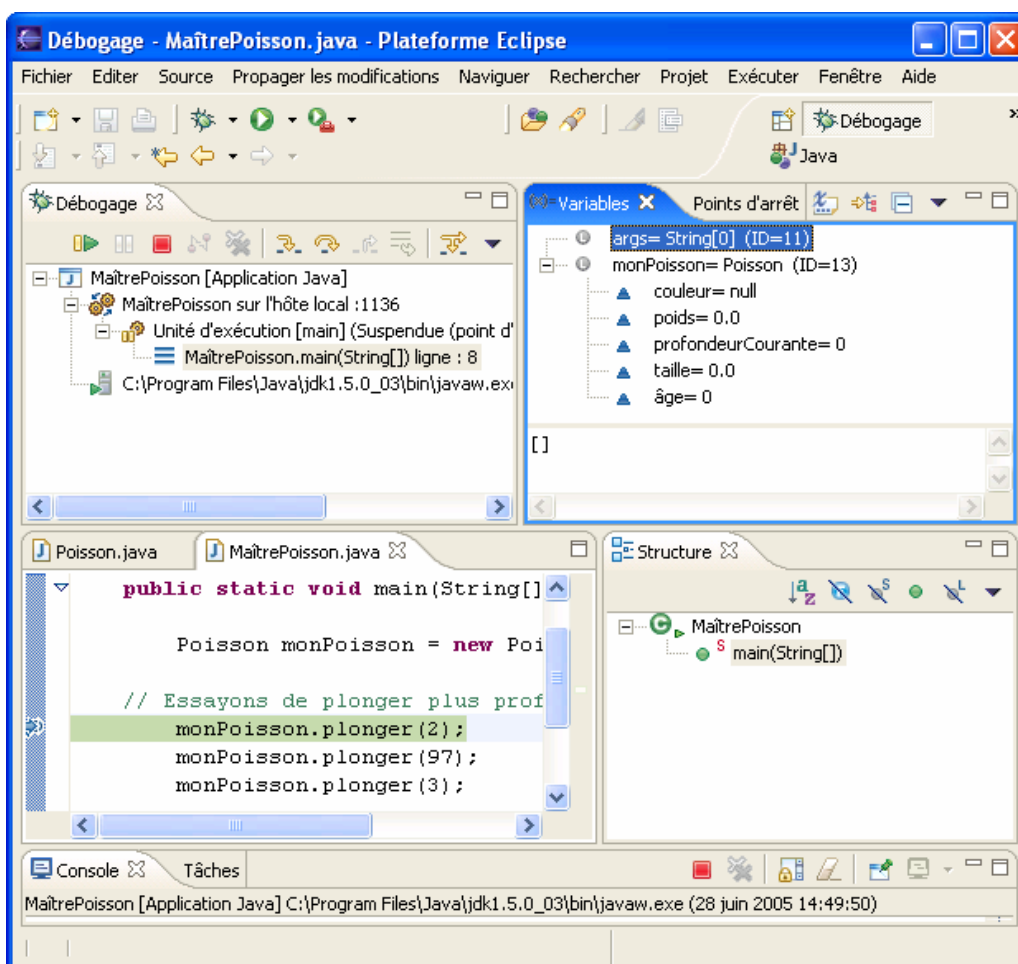 Débogage - MaîtrePoisson.java - Plateforme Eclipse
Fichier Editer Source Propager les modifications Naviguer Rechercher Projet Exécuter Fenêtre Aide
Débogage
Java
Débogage
MaîtrePoisson [Application Java]
MaîtrePoisson sur l'hôte local :1136
Unité d'exécution [main] (Suspendue (point d'
MaîtrePoisson.main(String[]) ligne : 8
C:\Program Files\Java\jdk1.5.0_03\bin\javaw.ex
Variables Points d'arrêt
args= String[0] (ID=11)
monPoisson= Poisson (ID=13)
couleur= null
poids= 0.0
profondeurCourante= 0
taille= 0.0
âge= 0
[]
Poisson.java MaîtrePoisson.java
public static void main(String[]
Poisson monPoisson = new Poi
// Essayons de plonger plus prof
monPoisson.plonger(2);
monPoisson.plonger(97);
monPoisson.plonger(3);
Structure
MaîtrePoisson
main(String[])
Console Tâches
MaîtrePoisson [Application Java] C:\Program Files\Java\jdk1.5.0_03\bin\javaw.exe (28 juin 2005 14:49:50)